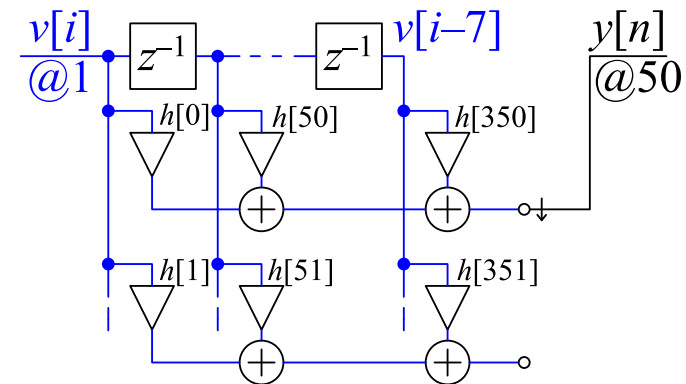 v[i] v[i–7] y[n]
z⁻¹ z⁻¹
@1 @50
h[0] h[50] h[350]
+ +
h[1] h[51] h[351]
+ +